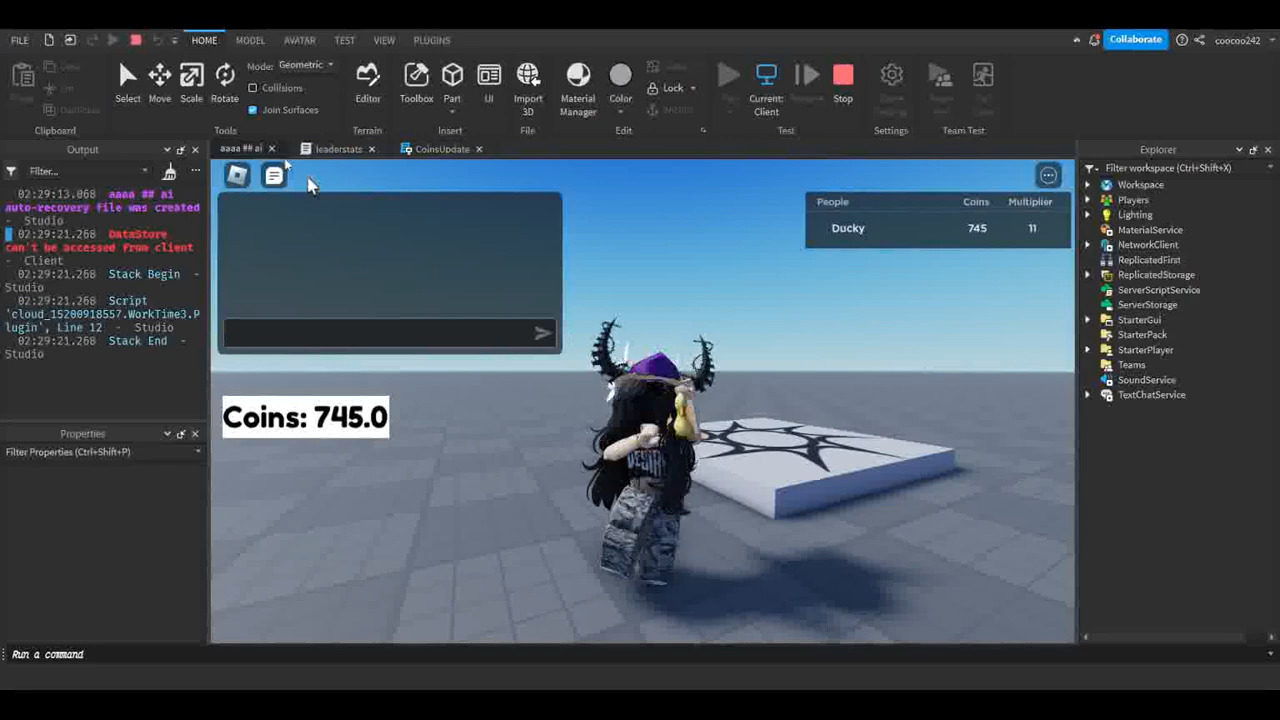 FILE HOME MODEL AVATAR TEST VIEW PLUGINS Collaborate coocoo242
Mode: Geometric
Collisions
Join Surfaces
Select Move Scale Rotate Editor Toolbox Part UI Import 3D Material Manager Color Lock Current: Client Stop
Clipboard Tools Terrain Insert File Edit Test Settings Team Test
Output aaaa ## ai leaderstats CoinsUpdate Explorer
Filter... Filter workspace (Ctrl+Shift+X)
02:29:13.068 aaaa ## ai
auto-recovery file was created
- Studio
02:29:21.268 DataStore
can't be accessed from client
- Client
02:29:21.268 Stack Begin -
Studio
02:29:21.268 Script
'cloud_15200918557.WorkTime3.P
lugin', Line 12 - Studio
02:29:21.268 Stack End -
Studio
Properties
Filter Properties (Ctrl+Shift+P)
People Coins Multiplier
Ducky 745 11
Coins: 745.0
Workspace
Players
Lighting
MaterialService
NetworkClient
ReplicatedFirst
ReplicatedStorage
ServerScriptService
ServerStorage
StarterGui
StarterPack
StarterPlayer
Teams
SoundService
TextChatService
Run a command